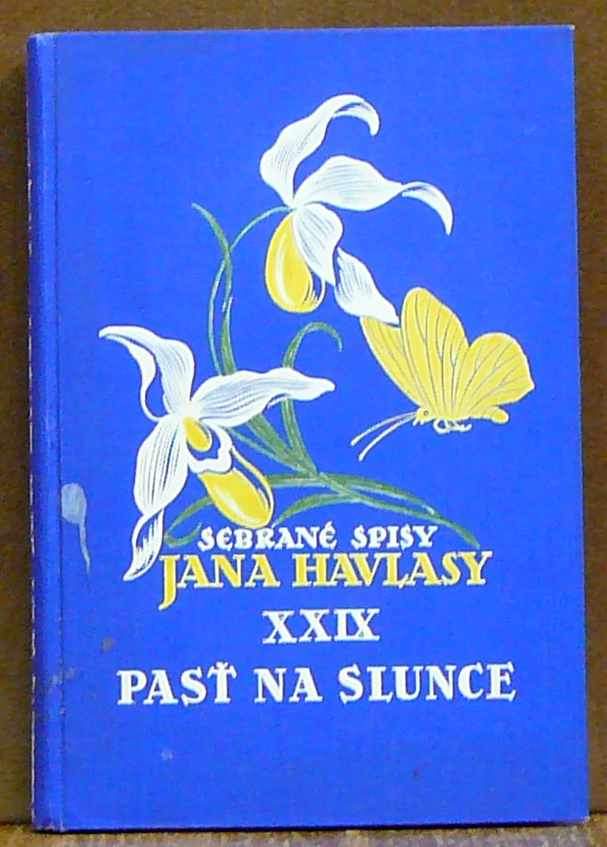 SEBRANÉ SPISY
JANA HAVLASY
XXIX
PASŤ NA SLUNCE